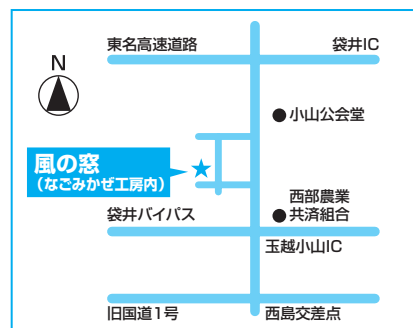 東名高速道路
袋井IC
N
小山公会堂
風の窓
(なごみかぜ工房内)
西部農業
共済組合
袋井バイパス
玉越小山IC
旧国道1号
西島交差点